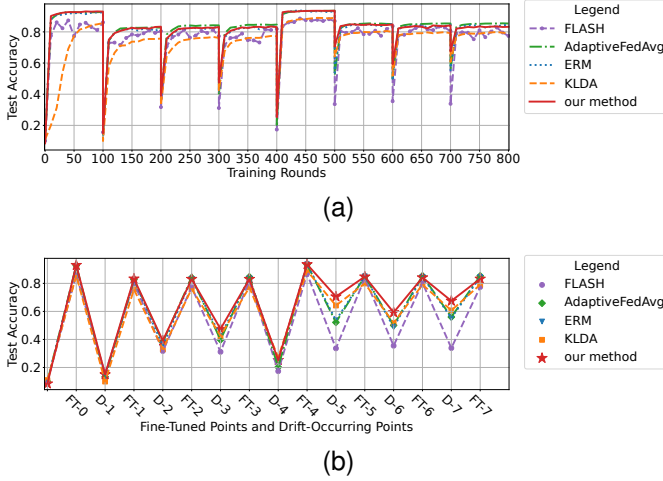 Test Accuracy
0.8
0.6
0.4
0.2
0 50 100 150 200 250 300 350 400 450 500 550 600 650 700 750 800
Training Rounds
Legend
FLASH
AdaptiveFedAvg
ERM
KLDA
our method
(a)
Test Accuracy
0.8
0.6
0.4
0.2
FT-0 D-1 FT-1 D-2 FT-2 D-3 FT-3 D-4 FT-4 D-5 FT-5 D-6 FT-6 D-7 FT-7
Fine-Tuned Points and Drift-Occurring Points
Legend
FLASH
AdaptiveFedAvg
ERM
KLDA
our method
(b)